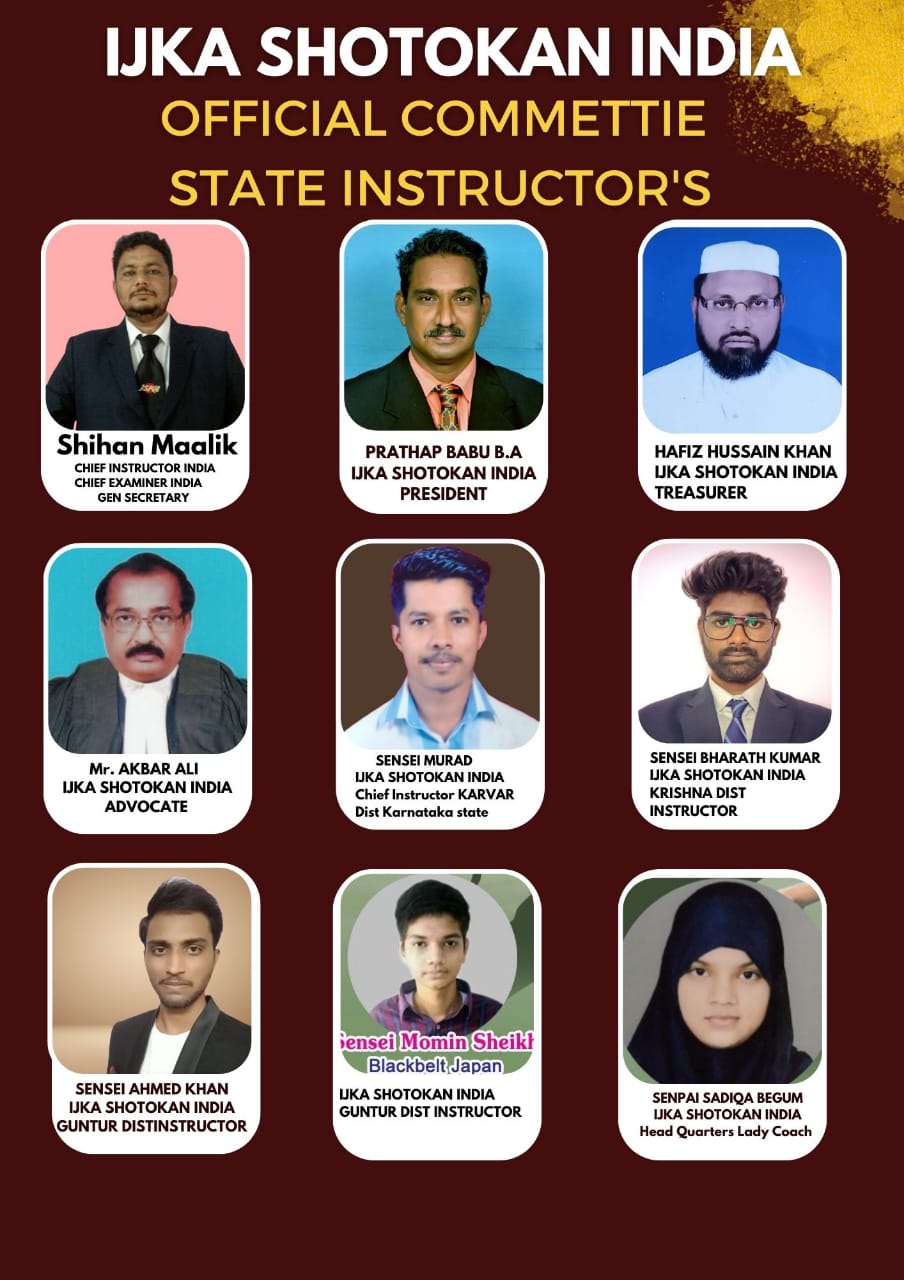 IJKA SHOTOKAN INDIA
OFFICIAL COMMETTIE
STATE INSTRUCTOR'S
Shihan Maalik
CHIEF INSTRUCTOR INDIA
CHIEF EXAMINER INDIA
GEN SECRETARY
PRATHAP BABU B.A
IJKA SHOTOKAN INDIA
PRESIDENT
HAFIZ HUSSAIN KHAN
IJKA SHOTOKAN INDIA
TREASURER
Mr. AKBAR ALI
IJKA SHOTOKAN INDIA
ADVOCATE
SENSEI MURAD
IJKA SHOTOKAN INDIA
Chief Instructor KARVAR
Dist Karnataka state
SENSEI BHARATH KUMAR
IJKA SHOTOKAN INDIA
KRISHNA DIST
INSTRUCTOR
SENSEI AHMED KHAN
IJKA SHOTOKAN INDIA
GUNTUR DISTINSTRUCTOR
Sensei Momin Sheikh
Blackbelt Japan
IJKA SHOTOKAN INDIA
GUNTUR DIST INSTRUCTOR
SENPAI SADIQA BEGUM
IJKA SHOTOKAN INDIA
Head Quarters Lady Coach